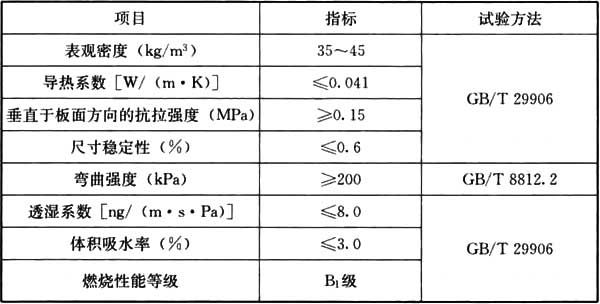 项目 指标 试验方法
表观密度（kg/m³） 35～45
导热系数［W/（m·K）］ ≤0.041
GB/T 29906
垂直于板面方向的抗拉强度（MPa） ≥0.15
尺寸稳定性（%） ≤0.6
弯曲强度（kPa） ≥200 GB/T 8812.2
透湿系数［ng/（m·s·Pa）］ ≤8.0
体积吸水率（%） ≤3.0
GB/T 29906
燃烧性能等级 B₁级